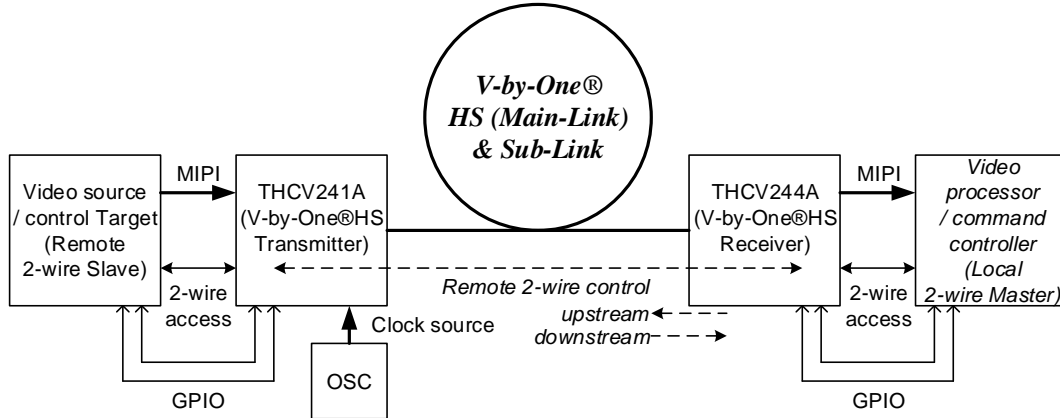 V-by-One®
HS (Main-Link)
& Sub-Link
Video source
/ control Target
(Remote
2-wire Slave)
MIPI
2-wire
access
GPIO
THCV241A
(V-by-One®HS
Transmitter)
Clock source
OSC
Remote 2-wire control
upstream
downstream
THCV244A
(V-by-One®HS
Receiver)
MIPI
2-wire
access
GPIO
Video
processor
/ command
controller
(Local
2-wire Master)